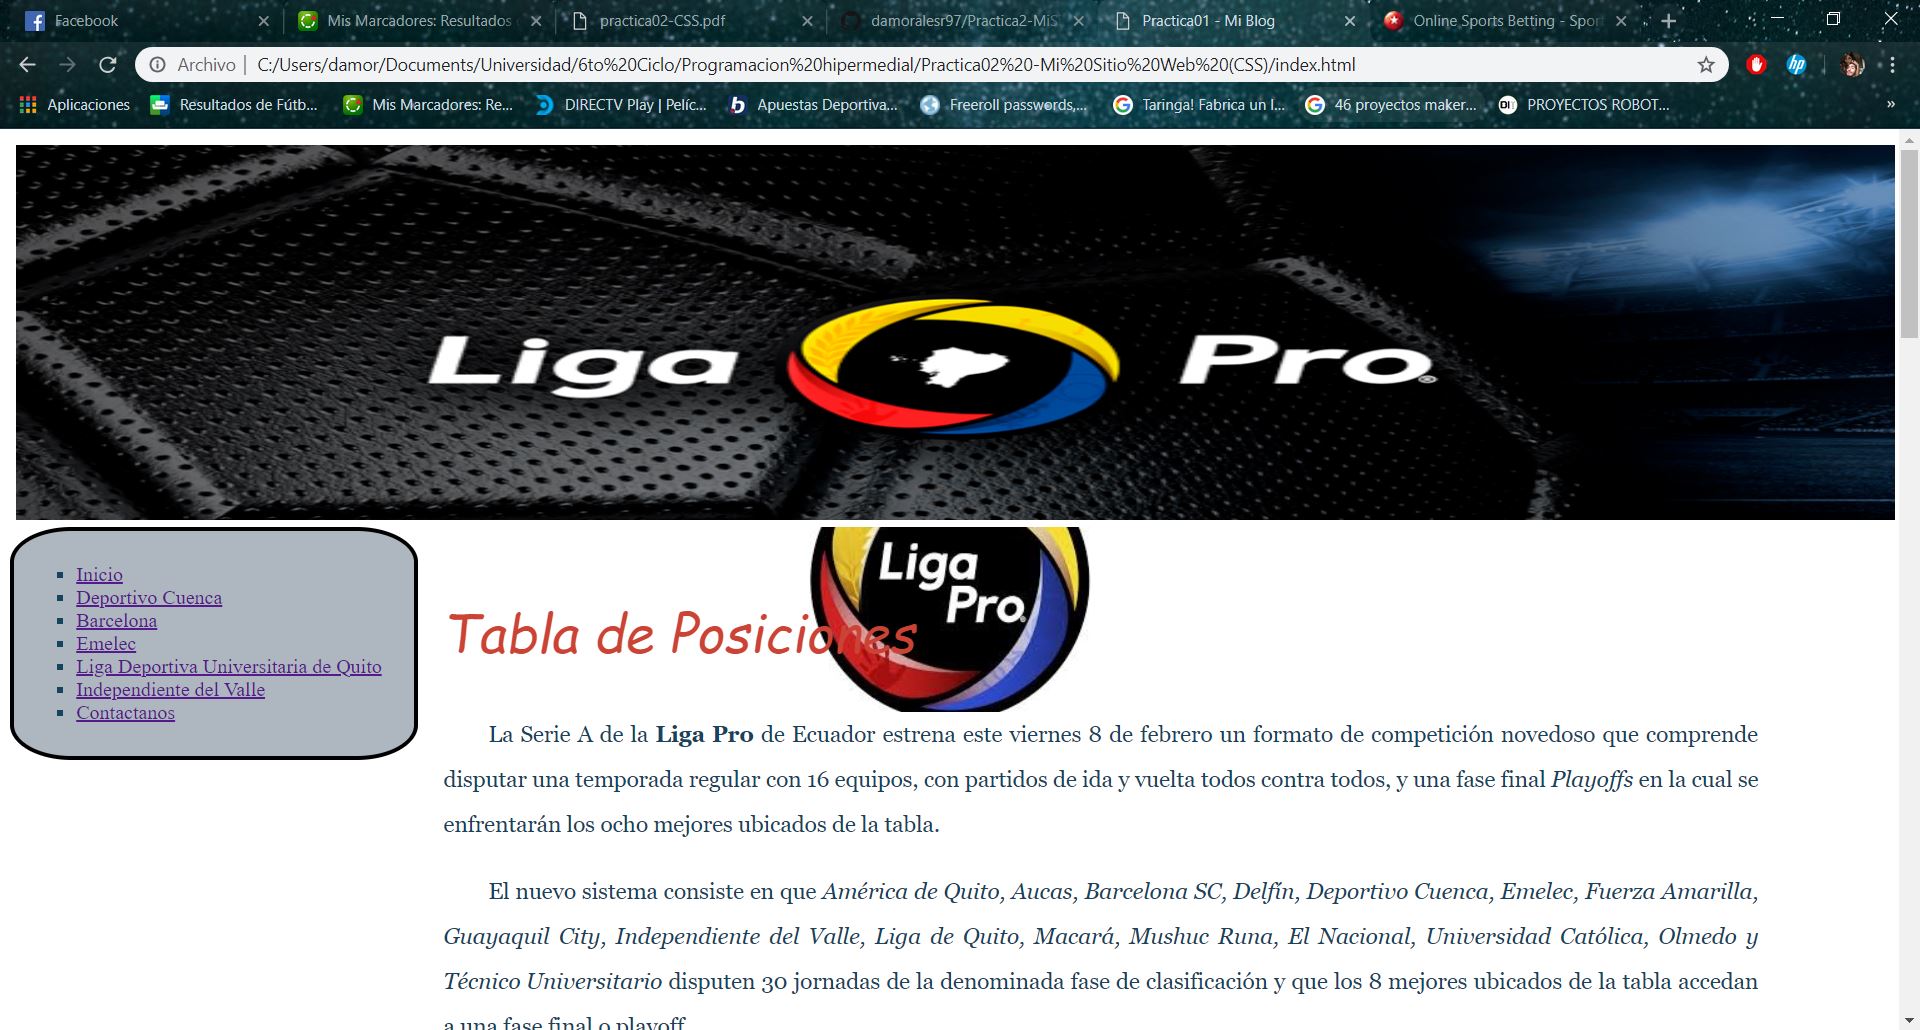 Facebook
Mis Marcadores: Resultados
practica02-CSS.pdf
damoralesr97/Practica2-MiS
Practica01 - Mi Blog
Online Sports Betting - Spor
Archivo | C:/Users/damor/Documents/Universidad/6to%20Ciclo/Programacion%20hipermedial/Practica02%20-Mi%20Sitio%20Web%20(CSS)/index.html
hp
Aplicaciones
Resultados de Fútb...
Mis Marcadores: Re...
DIRECTV Play | Pelíc...
Apuestas Deportiva...
Freeroll passwords,...
Taringa! Fabrica un I...
46 proyectos maker...
PROYECTOS ROBOT...
»
Liga Pro®
Inicio
Deportivo Cuenca
Barcelona
Emelec
Liga Deportiva Universitaria de Quito
Independiente del Valle
Contactanos
Liga
Pro
Tabla de Posiciones
La Serie A de la Liga Pro de Ecuador estrena este viernes 8 de febrero un formato de competición novedoso que comprende
disputar una temporada regular con 16 equipos, con partidos de ida y vuelta todos contra todos, y una fase final Playoffs en la cual se
enfrentarán los ocho mejores ubicados de la tabla.
El nuevo sistema consiste en que América de Quito, Aucas, Barcelona SC, Delfín, Deportivo Cuenca, Emelec, Fuerza Amarilla,
Guayaquil City, Independiente del Valle, Liga de Quito, Macará, Mushuc Runa, El Nacional, Universidad Católica, Olmedo y
Técnico Universitario disputen 30 jornadas de la denominada fase de clasificación y que los 8 mejores ubicados de la tabla accedan
a una fase final o playoff